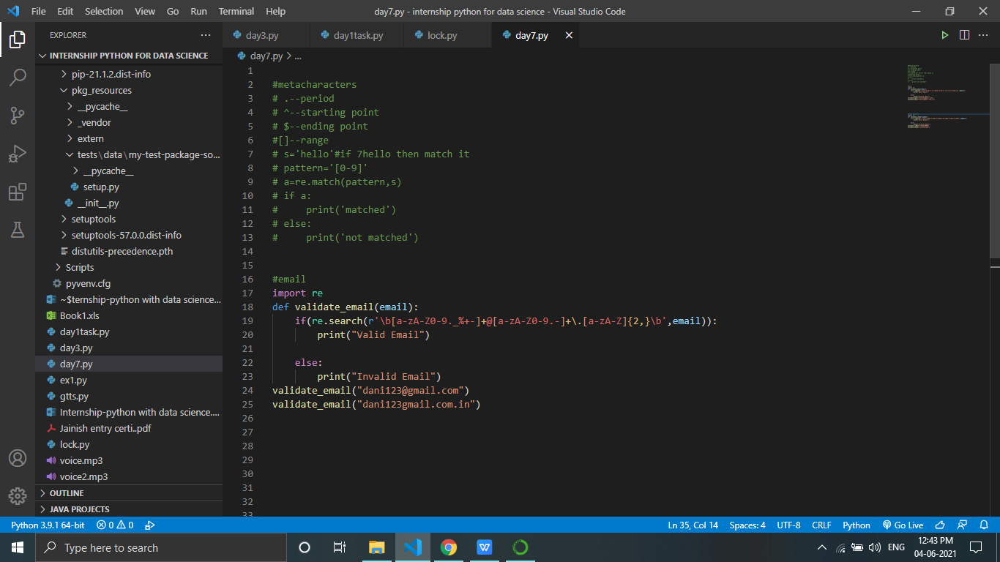 File Edit Selection View Go Run Terminal Help day7.py - internship python for data science - Visual Studio Code
EXPLORER
day3.py day1task.py lock.py day7.py
INTERNSHIP PYTHON FOR DATA SCIENCE
pip-21.1.2.dist-info
pkg_resources
__pycache__
_vendor
extern
tests\data\my-test-package-so...
__pycache__
setup.py
__init__.py
setuptools
setuptools-57.0.0.dist-info
distutils-precedence.pth
Scripts
pyvenv.cfg
~$ternship-python with data science...
Book1.xls
day1task.py
day3.py
day7.py
ex1.py
gtts.py
Internship-python with data science....
Jainish entry certi..pdf
lock.py
voice.mp3
voice2.mp3
OUTLINE
JAVA PROJECTS
day7.py > ...
1
2 #metacharacters
3 # .--period
4 # ^--starting point
5 # $--ending point
6 #[]--range
7 # s='hello'#if 7hello then match it
8 # pattern='[0-9]'
9 # a=re.match(pattern,s)
10 # if a:
11 #     print('matched')
12 # else:
13 #     print('not matched')
14
15
16 #email
17 import re
18 def validate_email(email):
19     if(re.search(r'\b[a-zA-Z0-9._%+-]+@[a-zA-Z0-9.-]+\.[a-zA-Z]{2,}\b',email)):
20         print("Valid Email")
21
22     else:
23         print("Invalid Email")
24 validate_email("dani123@gmail.com")
25 validate_email("dani123gmail.com.in")
26
27
28
29
30
31
32
33
Python 3.9.1 64-bit 0 0 Ln 35, Col 14 Spaces: 4 UTF-8 CRLF Python Go Live
Type here to search ENG 12:43 PM
04-06-2021